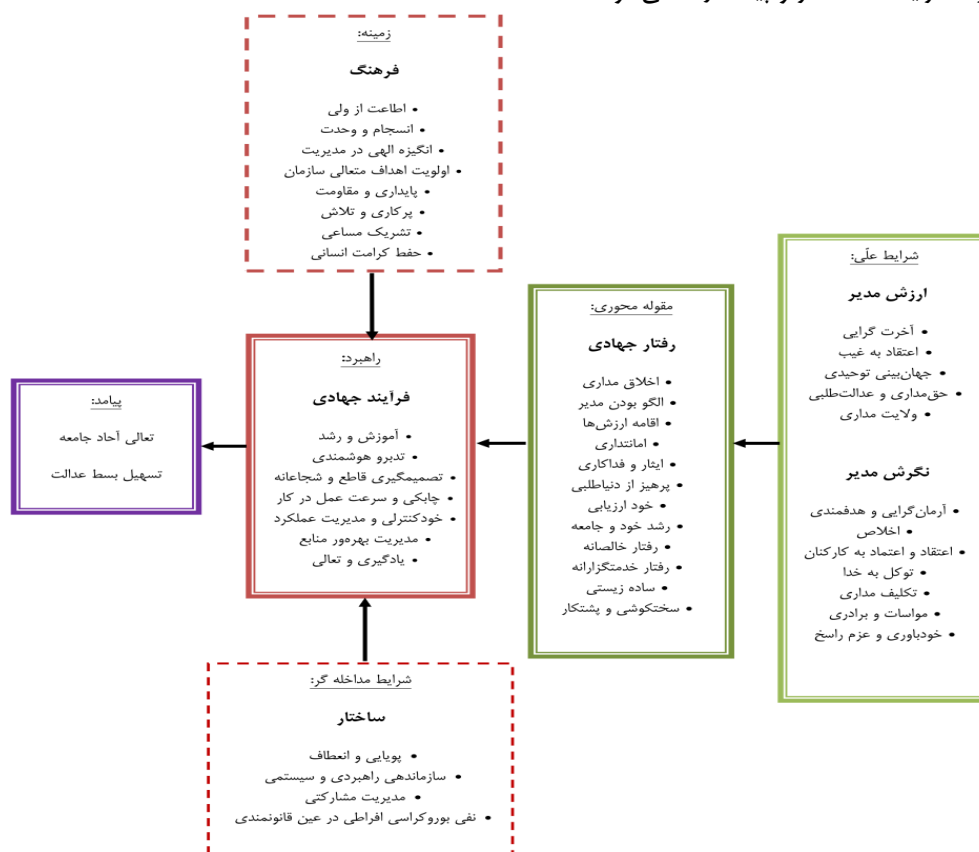 زمینه:
فرهنگ
• اطاعت از ولی
• انسجام و وحدت
• انگیزه الهی در مدیریت
• اولویت اهداف متعالی سازمان
• پایداری و مقاومت
• پرکاری و تلاش
• تشریک مساعی
• حفط کرامت انسانی
شرایط علّی:
ارزش مدیر
• آخرت گرایی
• اعتقاد به غیب
• جهان‌بینی توحیدی
• حق‌مداری و عدالت‌طلبی
• ولایت مداری
نگرش مدیر
• آرمان‌گرایی و هدفمندی
• اخلاص
• اعتقاد و اعتماد به کارکنان
• توکل به خدا
• تکلیف مداری
• مواسات و برادری
• خودباوری و عزم راسخ
مقوله محوری:
رفتار جهادی
• اخلاق مداری
• الگو بودن مدیر
• اقامه ارزش‌ها
• امانتداری
• ایثار و فداکاری
• پرهیز از دنیاطلبی
• خود ارزیابی
• رشد خود و جامعه
• رفتار خالصانه
• رفتار خدمتگزارانه
• ساده زیستی
• سختکوشی و پشتکار
راهبرد:
فرآیند جهادی
• آموزش و رشد
• تدبرو هوشمندی
• تصمیمگیری قاطع و شجاعانه
• چابکی و سرعت عمل در کار
• خودکنترلی و مدیریت عملکرد
• مدیریت بهره‌ور منابع
• یادگیری و تعالی
پیامد:
تعالی آحاد جامعه
تسهیل بسط عدالت
شرایط مداخله گر:
ساختار
• پویایی و انعطاف
• سازماندهی راهبردی و سیستمی
• مدیریت مشارکتی
• نفی بوروکراسی افراطی در عین قانونمندی